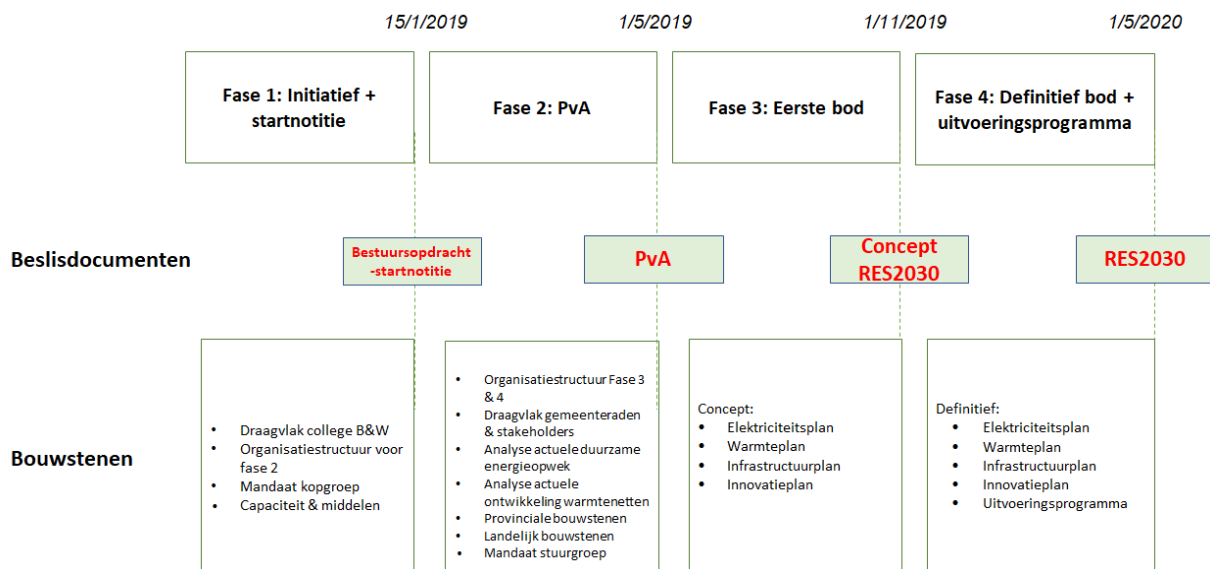 15/1/2019
1/5/2019
1/11/2019
1/5/2020
Fase 1: Initiatief +
startnotitie
Fase 2: PvA
Fase 3: Eerste bod
Fase 4: Definitief bod +
uitvoeringsprogramma
Beslisdocumenten
Bestuursopdracht
-startnotitie
PvA
Concept
RES2030
RES2030
Bouwstenen
• Draagvlak college B&W
• Organisatiestructuur voor
fase 2
• Mandaat kopgroep
• Capaciteit & middelen
• Organisatiestructuur Fase 3
& 4
• Draagvlak gemeenteraden
& stakeholders
• Analyse actuele duurzame
energieopwek
• Analyse actuele
ontwikkeling warmtenetten
• Provinciale bouwstenen
• Landelijk bouwstenen
• Mandaat stuurgroep
Concept:
• Elektriciteitsplan
• Warmteplan
• Infrastructuurplan
• Innovatieplan
Definitief:
• Elektriciteitsplan
• Warmteplan
• Infrastructuurplan
• Innovatieplan
• Uitvoeringsprogramma